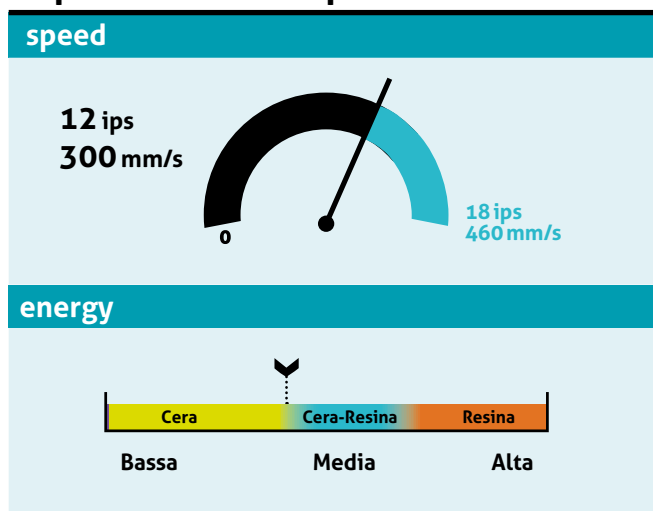 speed
12 ips
300 mm/s
0
18 ips
460 mm/s
energy
Cera
Cera-Resina
Resina
Bassa
Media
Alta